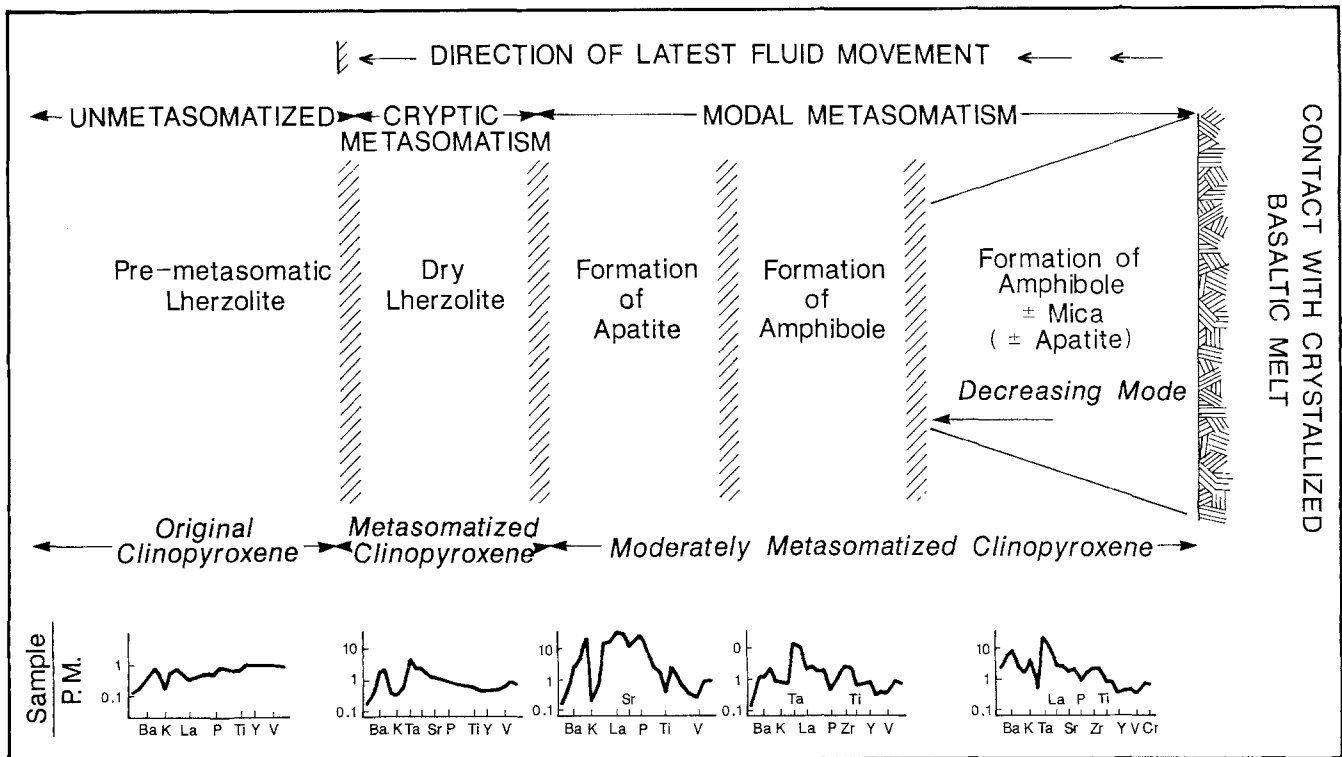 DIRECTION OF LATEST FLUID MOVEMENT
UNMETASOMATIZED
CRYPTIC
METASOMATISM
MODAL METASOMATISM
CONTACT WITH CRYSTALLIZED
BASALTIC MELT
Pre-metasomatic
Lherzolite
Dry
Lherzolite
Formation
of
Apatite
Formation
of
Amphibole
Formation of
Amphibole
± Mica
( ± Apatite)
Decreasing Mode
Original
Clinopyroxene
Metasomatized
Clinopyroxene
Moderately Metasomatized Clinopyroxene
Sample
P.M.
1
0.1
Ba K La P Ti Y V
10
1
0.1
Ba K Ta Sr P Ti Y V
10
1
0.1
Sr
Ba K La P Ti V
0
1
0.1
Ta Ti
Ba K La P Zr Y V
10
1
0.1
La P Ti
Ba K Ta Sr Zr Y V Cr